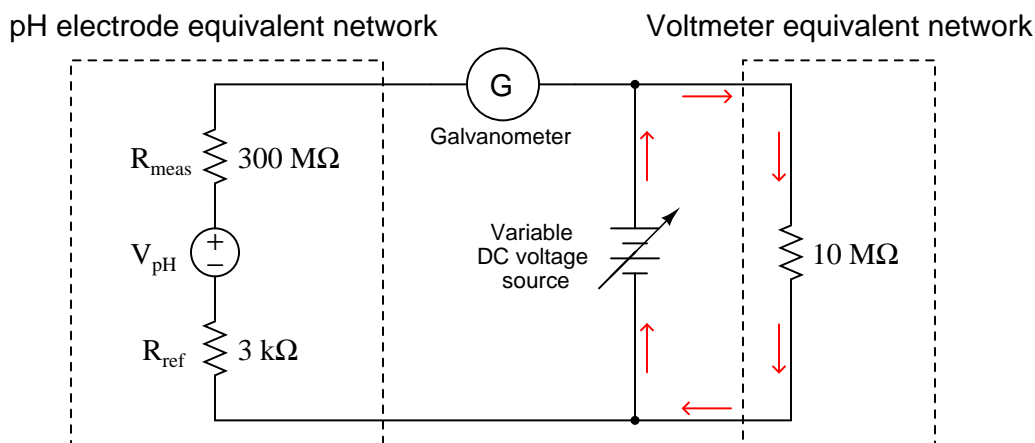 pH electrode equivalent network
Voltmeter equivalent network
G
Galvanometer
Rmeas
300 MΩ
VpH
+
−
Variable
DC voltage
source
10 MΩ
Rref
3 kΩ